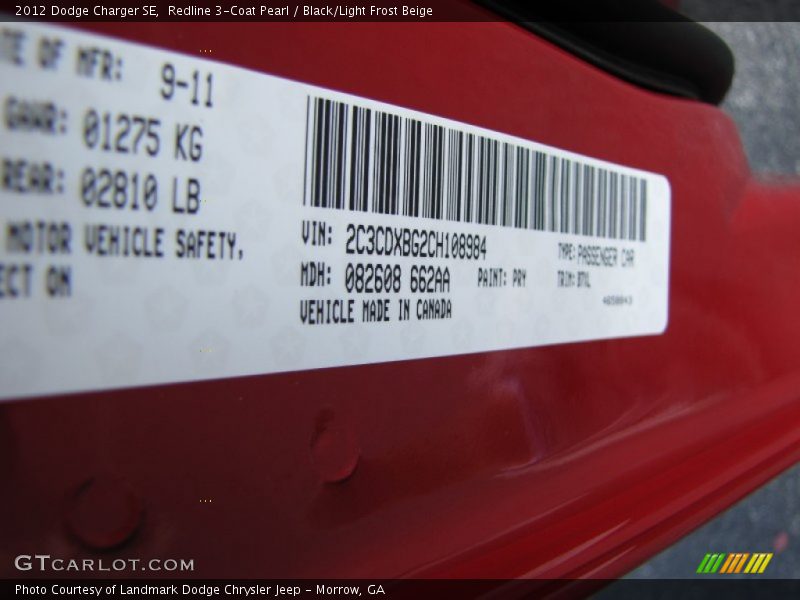 2012 Dodge Charger SE,  Redline 3-Coat Pearl / Black/Light Frost Beige
TE OF MFR: 9-11
GAWR: 01275 KG
REAR: 02810 LB
MOTOR VEHICLE SAFETY,
ECT ON
VIN: 2C3CDXBG2CH108984
TYPE: PASSENGER CAR
MDH: 082608 662AA
PAINT: PRY
TRIM:
VEHICLE MADE IN CANADA
GTCARLOT.COM
Photo Courtesy of Landmark Dodge Chrysler Jeep - Morrow, GA